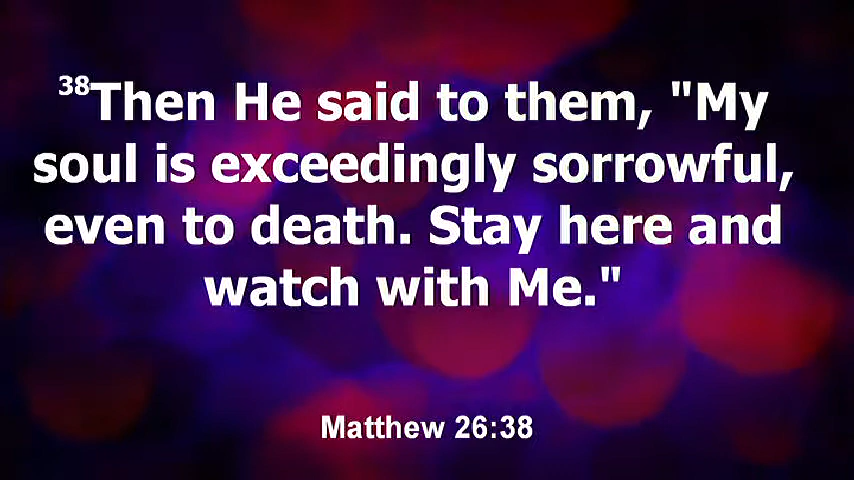 38Then He said to them, "My
soul is exceedingly sorrowful,
even to death. Stay here and
watch with Me."
Matthew 26:38